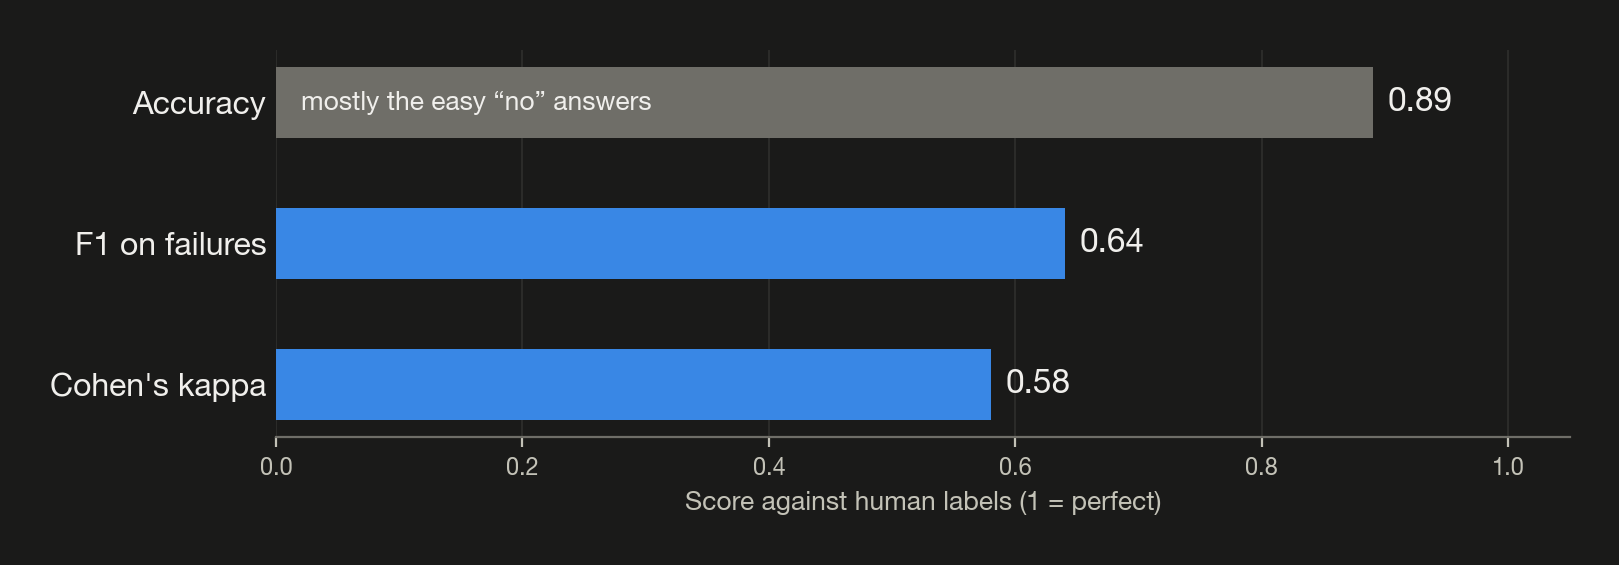 Accuracy
mostly the easy “no” answers
0.89
F1 on failures
0.64
Cohen's kappa
0.58
0.0 0.2 0.4 0.6 0.8 1.0
Score against human labels (1 = perfect)